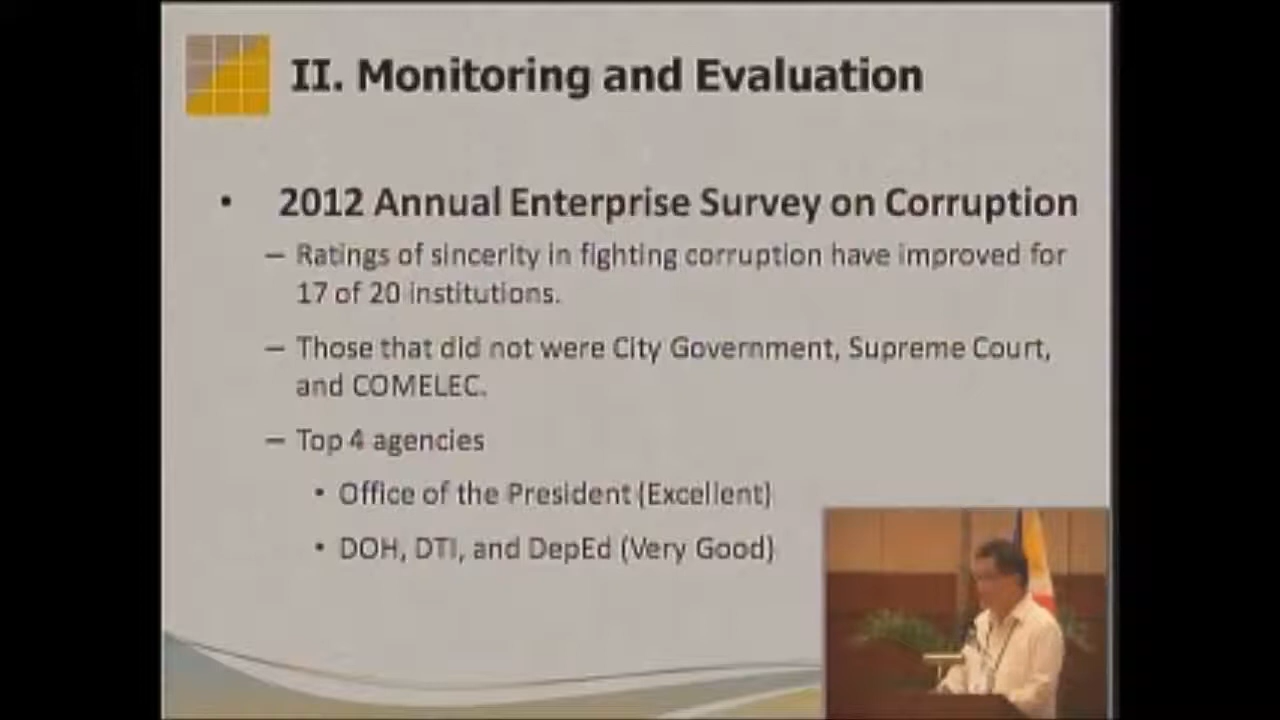 II. Monitoring and Evaluation
• 2012 Annual Enterprise Survey on Corruption
– Ratings of sincerity in fighting corruption have improved for
17 of 20 institutions.
– Those that did not were City Government, Supreme Court,
and COMELEC.
– Top 4 agencies
• Office of the President (Excellent)
• DOH, DTI, and DepEd (Very Good)